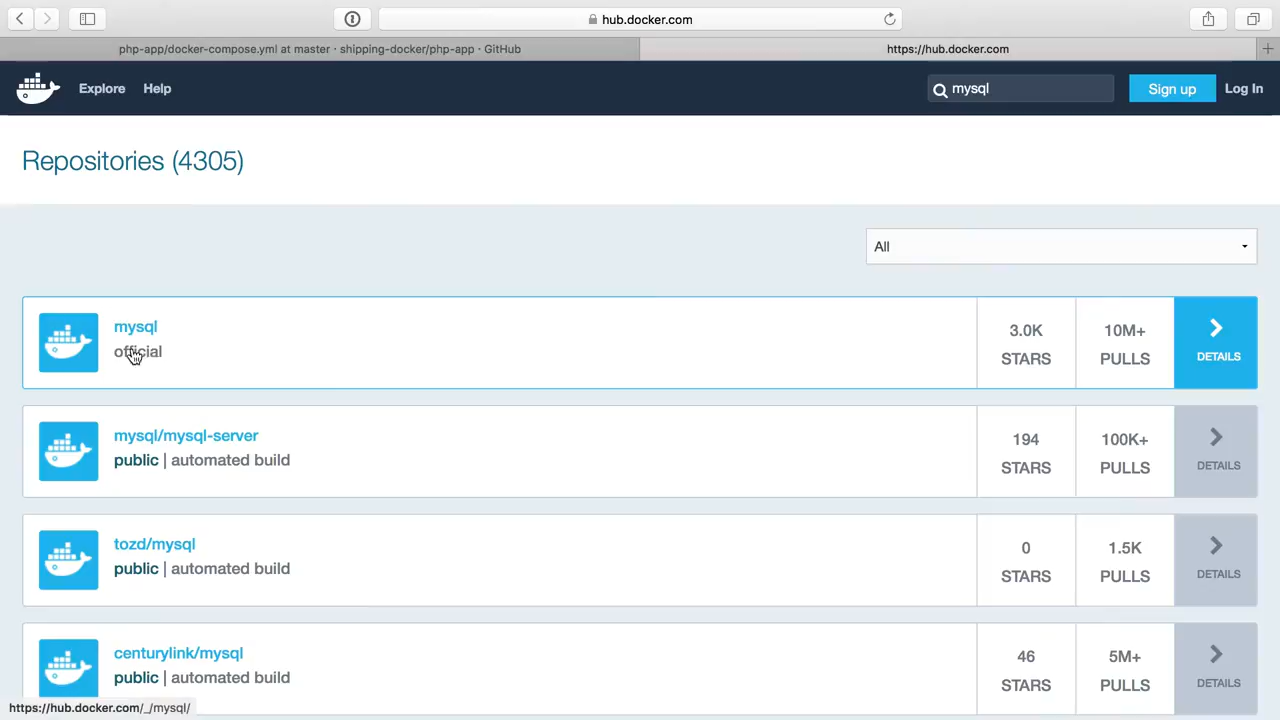 hub.docker.com
php-app/docker-compose.yml at master · shipping-docker/php-app · GitHub
https://hub.docker.com
Explore
Help
mysql
Sign up
Log In
Repositories (4305)
All
mysql
official
3.0K
STARS
10M+
PULLS
DETAILS
mysql/mysql-server
public | automated build
194
STARS
100K+
PULLS
DETAILS
tozd/mysql
public | automated build
0
STARS
1.5K
PULLS
DETAILS
centurylink/mysql
public | automated build
46
STARS
5M+
PULLS
DETAILS
https://hub.docker.com/_/mysql/